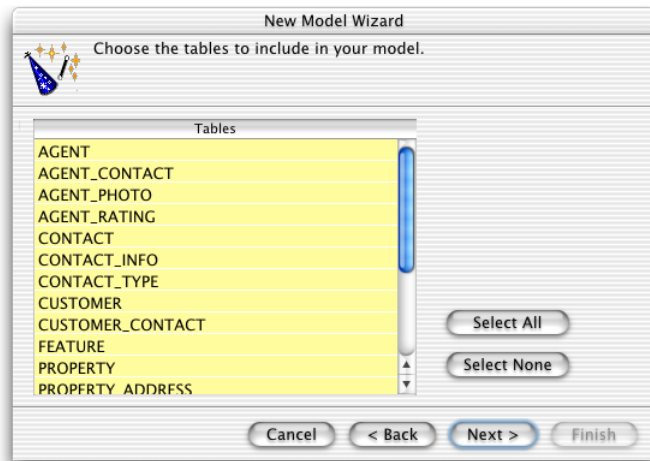 New Model Wizard
Choose the tables to include in your model.
Tables
AGENT
AGENT_CONTACT
AGENT_PHOTO
AGENT_RATING
CONTACT
CONTACT_INFO
CONTACT_TYPE
CUSTOMER
CUSTOMER_CONTACT
FEATURE
PROPERTY
PROPERTY_ADDRESS
Select All
Select None
Cancel
< Back
Next >
Finish